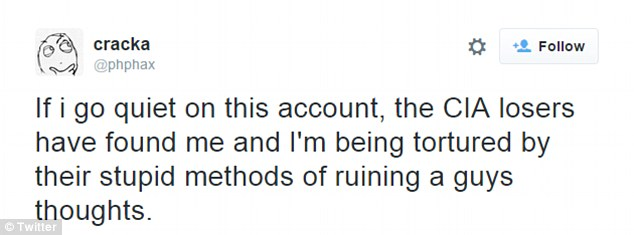 cracka
Follow
@phphax
If i go quiet on this account, the CIA losers
have found me and I'm being tortured by
their stupid methods of ruining a guys
thoughts.
© Twitter